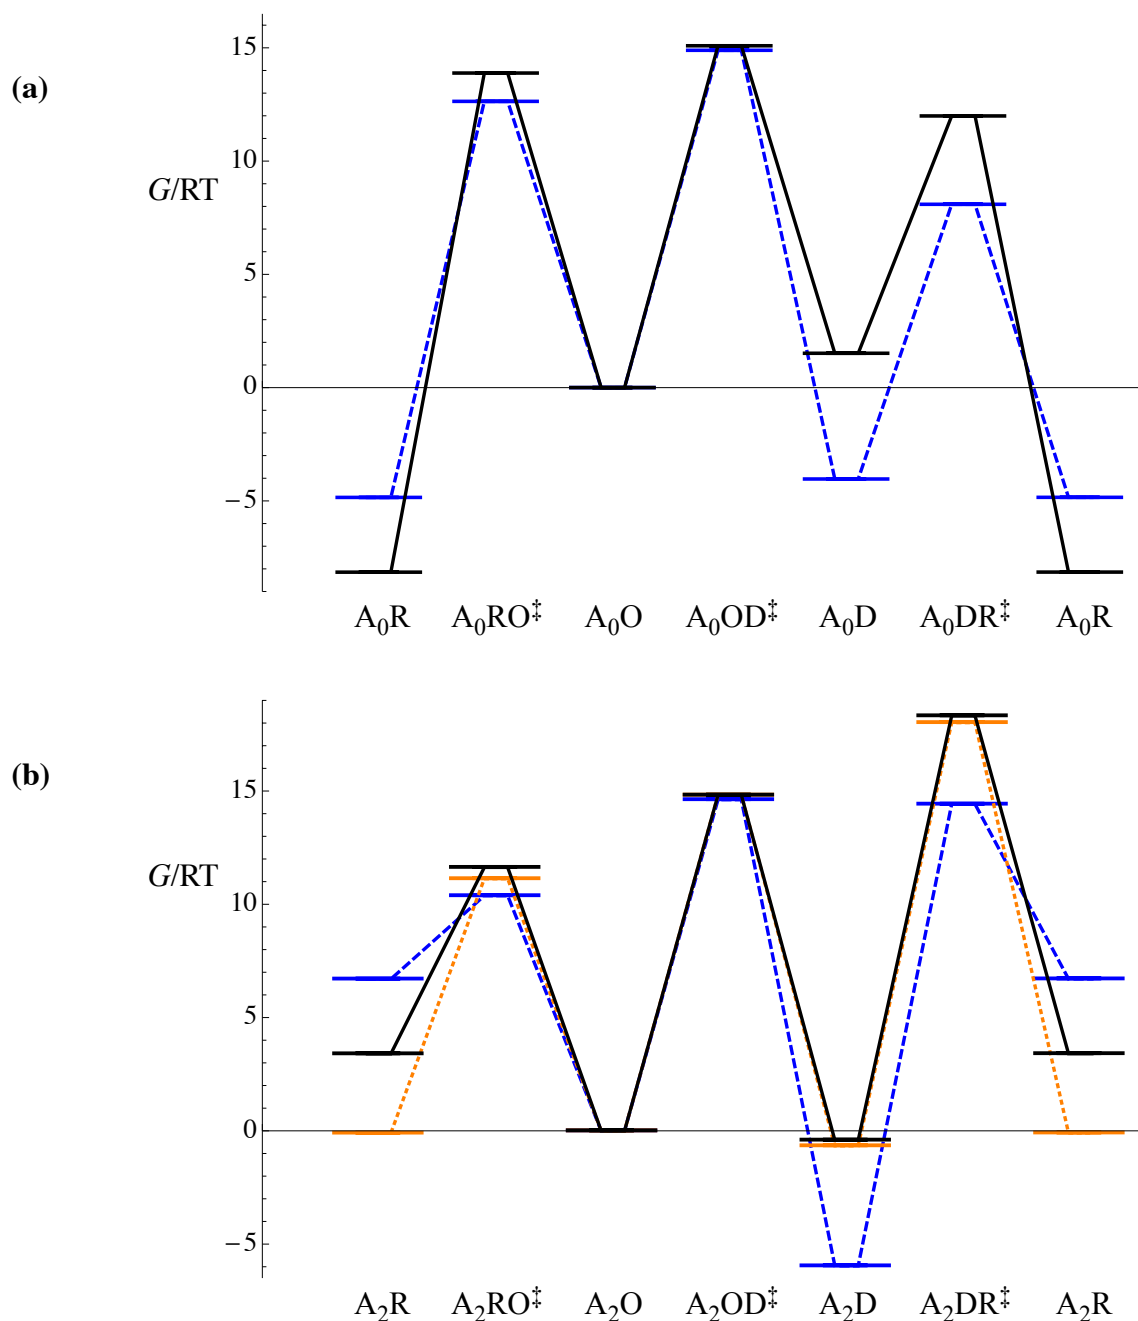 (a)
G/RT
15
10
5
0
−5
A₀R A₀RO‡ A₀O A₀OD‡ A₀D A₀DR‡ A₀R
(b)
G/RT
15
10
5
0
−5
A₂R A₂RO‡ A₂O A₂OD‡ A₂D A₂DR‡ A₂R